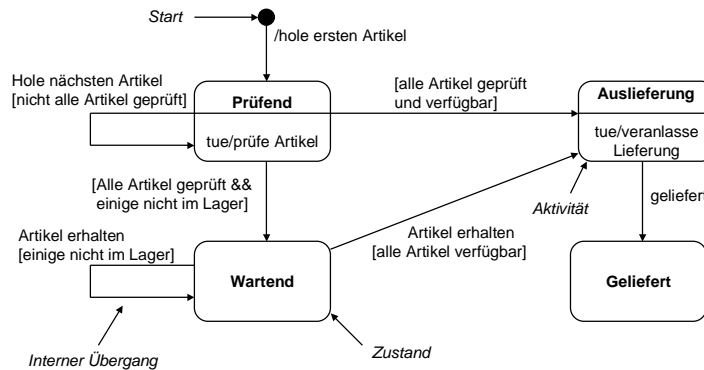 Start
/hole ersten Artikel
Hole nächsten Artikel
[nicht alle Artikel geprüft]
Prüfend
tue/prüfe Artikel
[alle Artikel geprüft
und verfügbar]
Auslieferung
tue/veranlasse
Lieferung
[Alle Artikel geprüft &&
einige nicht im Lager]
Aktivität
geliefert
Artikel erhalten
[einige nicht im Lager]
Wartend
Artikel erhalten
[alle Artikel verfügbar]
Geliefert
Interner Übergang
Zustand